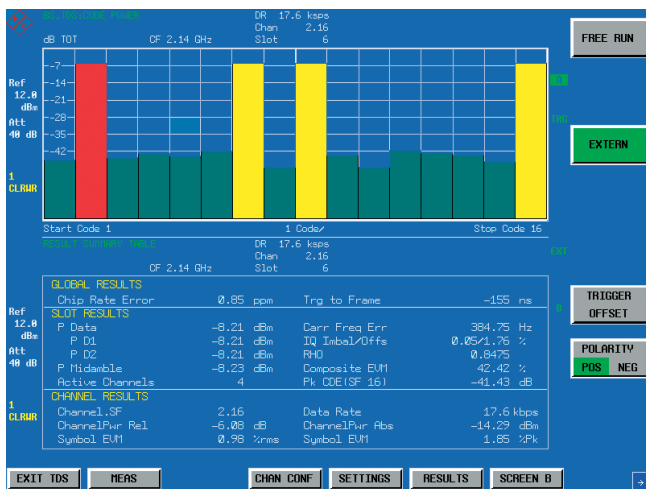 BS,TDS:CODE POWER DR 17.6 ksps
Chan 2.16
dB TOT CF 2.14 GHz Slot 6
FREE RUN
-7
-14
-21
-28
-35
-42
Ref
12.0
dBm
Att
40 dB
1
CLRWR
B
TRG
EXTERN
Start Code 1 1 Code/ Stop Code 16
RESULT SUMMARY TABLE DR 17.6 ksps
Chan 2.16
CF 2.14 GHz Slot 6
EXT
GLOBAL RESULTS
Chip Rate Error 0.85 ppm Trg to Frame -155 ns
SLOT RESULTS
P Data -8.21 dBm Carr Freq Err 384.75 Hz
P D1 -8.21 dBm IQ Imbal/Offs 0.05/1.76 %
P D2 -8.21 dBm RHO 0.8475
P Midamble -8.23 dBm Composite EVM 42.42 %
Active Channels 4 Pk CDE(SF 16) -41.43 dB
CHANNEL RESULTS
Channel.SF 2.16 Data Rate 17.6 kbps
ChannelPwr Rel -6.08 dB ChannelPwr Abs -14.29 dBm
Symbol EVM 0.98 %rms Symbol EVM 1.85 %Pk
Ref
12.0
dBm
Att
40 dB
1
CLRWR
TRIGGER
OFFSET
POLARITY
POS NEG
EXIT TDS MEAS CHAN CONF SETTINGS RESULTS SCREEN B